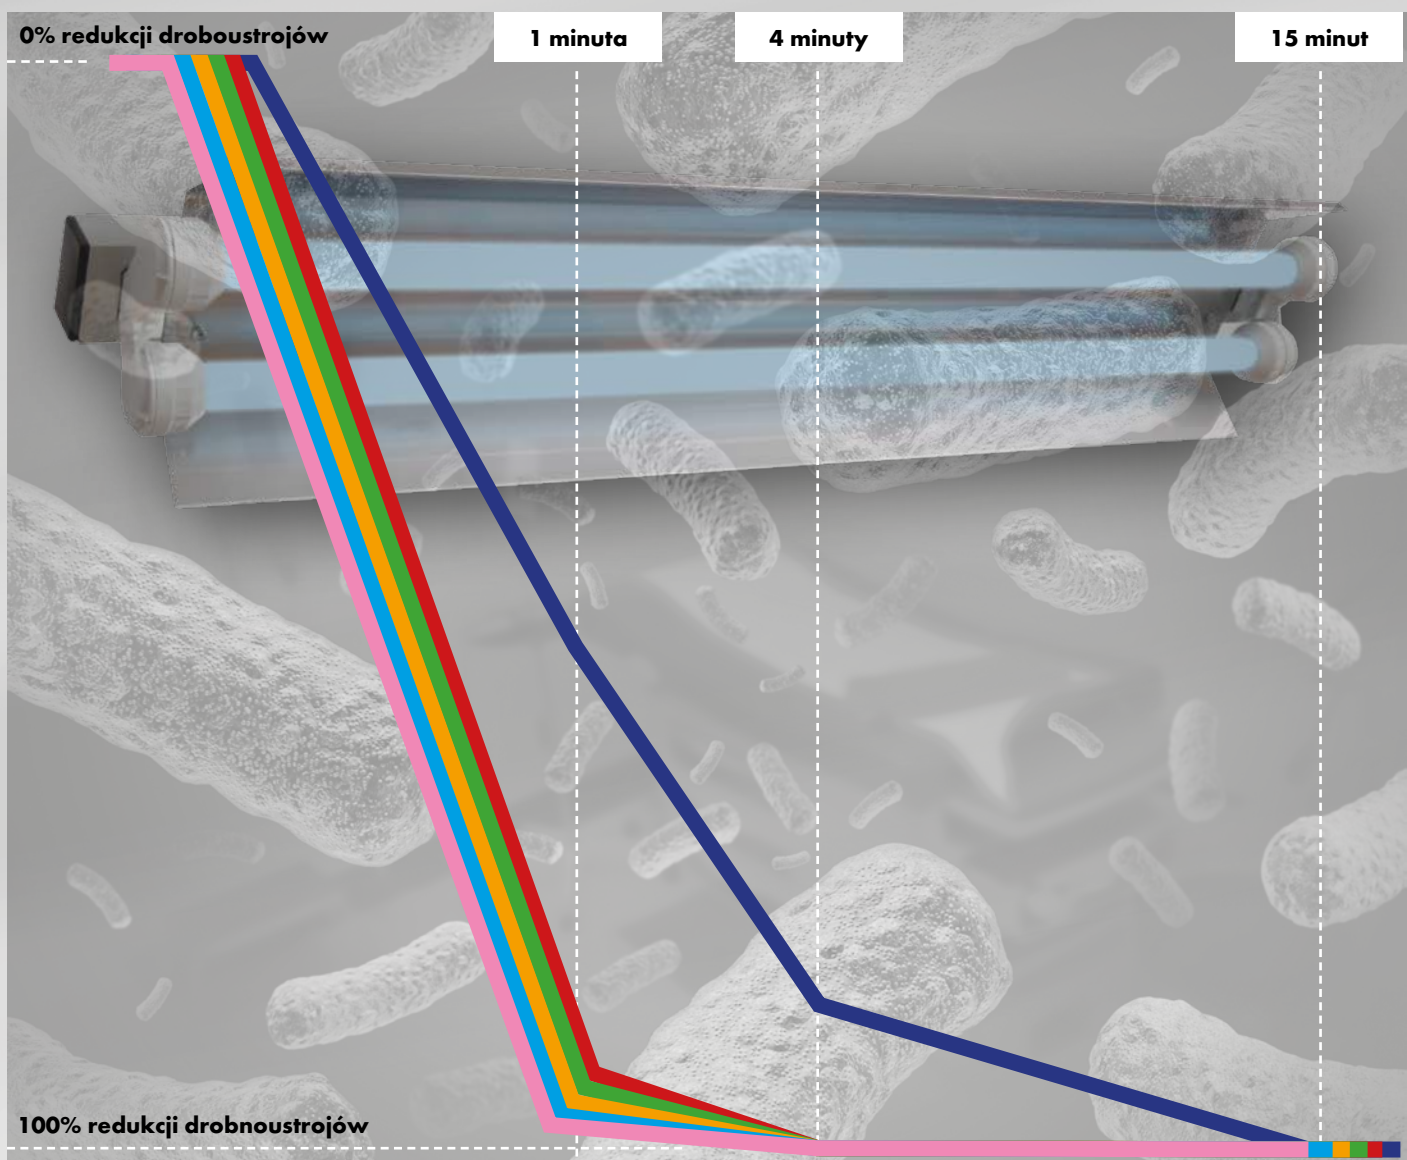 0% redukcji droboustrojów
1 minuta
4 minuty
15 minut
100% redukcji drobnoustrojów